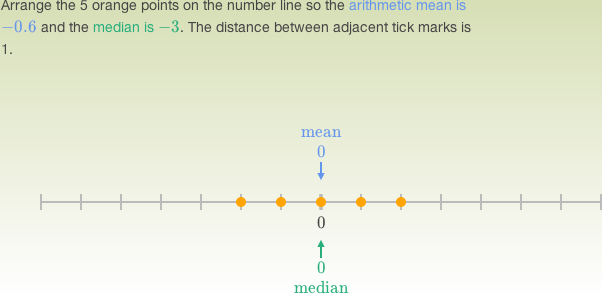 Arrange the 5 orange points on the number line so the arithmetic mean is
−0.6 and the median is −3. The distance between adjacent tick marks is
1.
mean
0
0
0
median